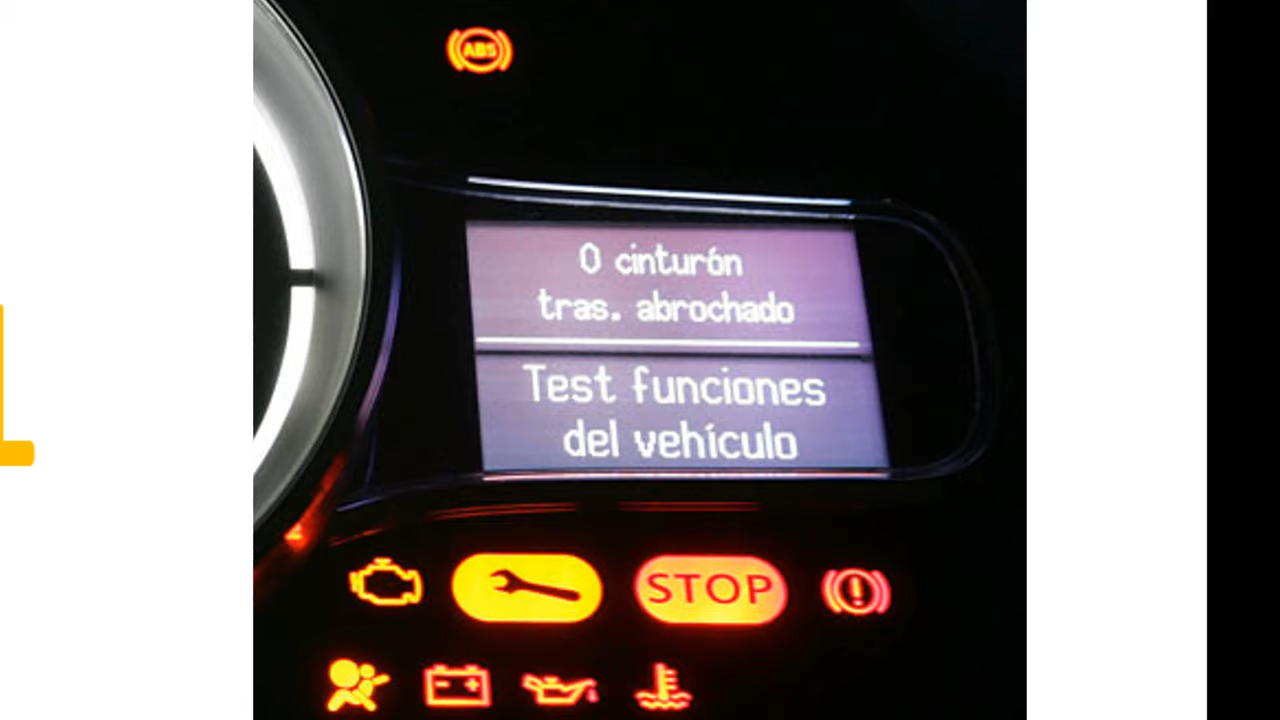 ABS
0 cinturón
tras. abrochado
Test funciones
del vehículo
STOP